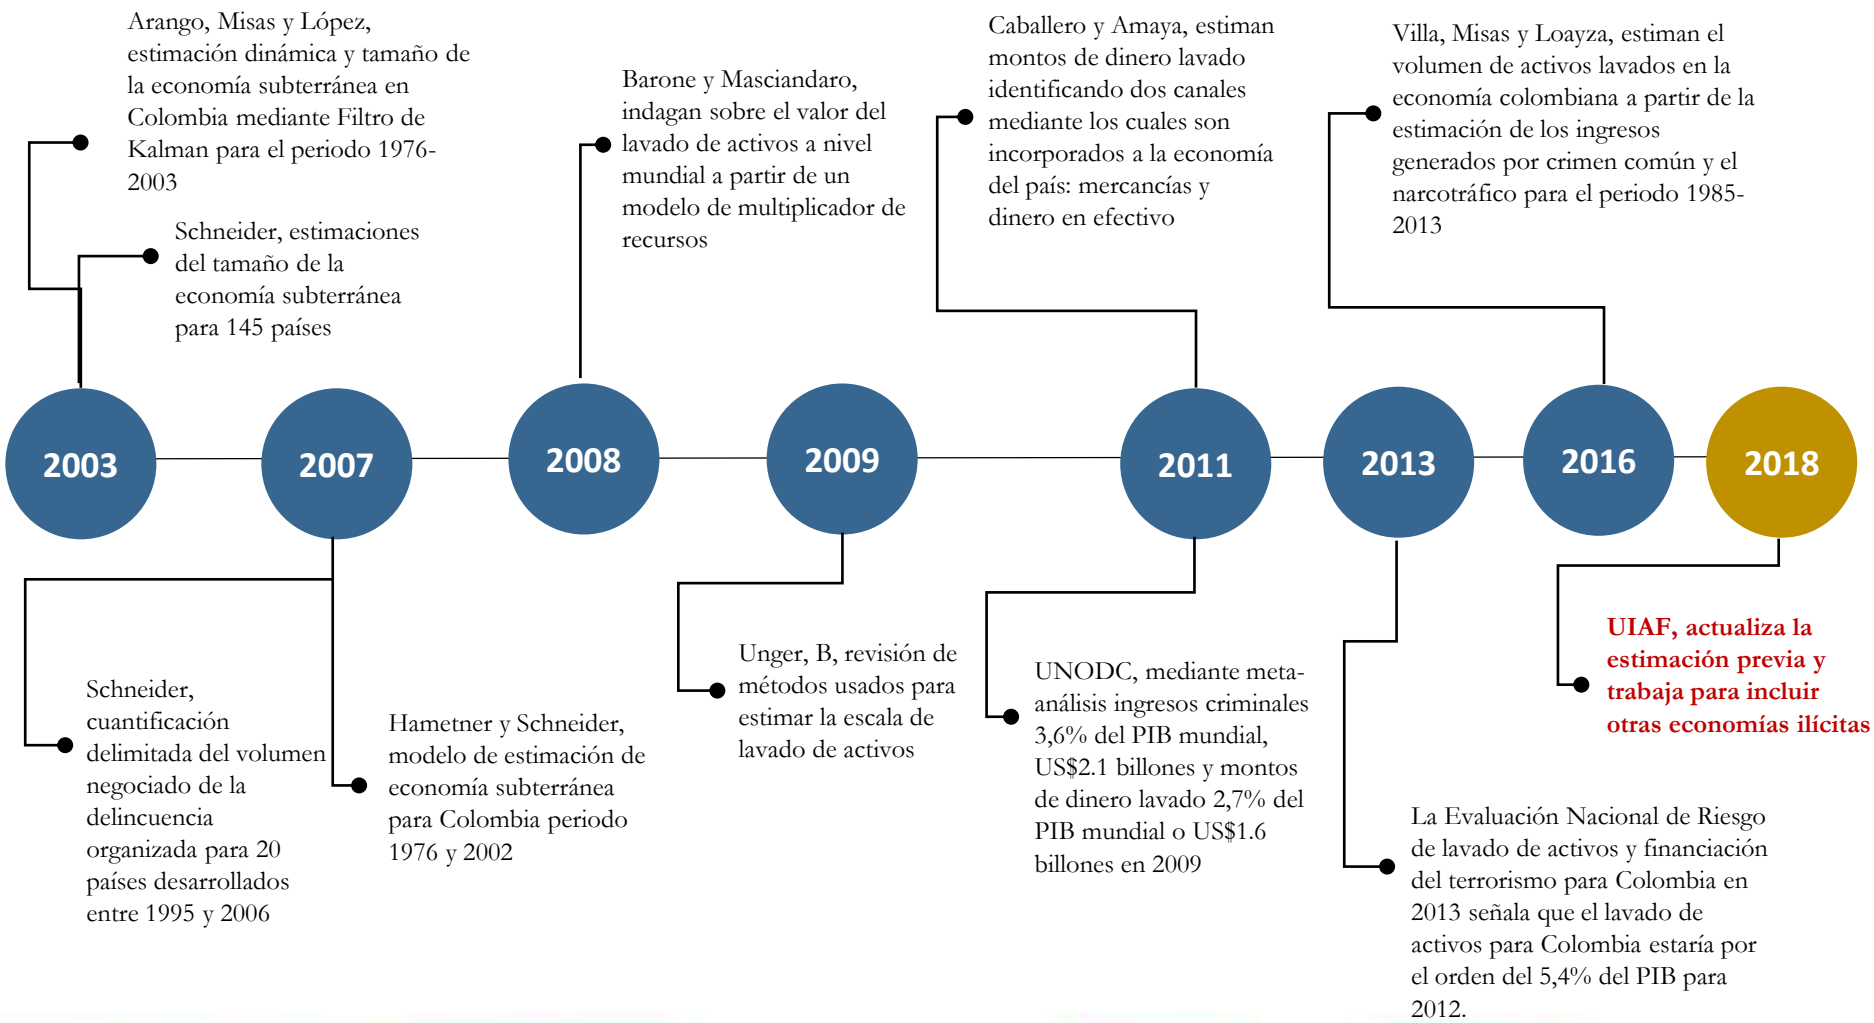 Arango, Misas y López,
estimación dinámica y tamaño de
la economía subterránea en
Colombia mediante Filtro de
Kalman para el periodo 1976-
2003
Schneider, estimaciones
del tamaño de la
economía subterránea
para 145 países
Barone y Masciandaro,
indagan sobre el valor del
lavado de activos a nivel
mundial a partir de un
modelo de multiplicador de
recursos
Caballero y Amaya, estiman
montos de dinero lavado
identificando dos canales
mediante los cuales son
incorporados a la economía
del país: mercancías y
dinero en efectivo
Villa, Misas y Loayza, estiman el
volumen de activos lavados en la
economía colombiana a partir de la
estimación de los ingresos
generados por crimen común y el
narcotráfico para el periodo 1985-
2013
2003
2007
2008
2009
2011
2013
2016
2018
Schneider,
cuantificación
delimitada del volumen
negociado de la
delincuencia
organizada para 20
países desarrollados
entre 1995 y 2006
Hametner y Schneider,
modelo de estimación de
economía subterránea
para Colombia periodo
1976 y 2002
Unger, B, revisión de
métodos usados para
estimar la escala de
lavado de activos
UNODC, mediante meta-
análisis ingresos criminales
3,6% del PIB mundial,
US$2.1 billones y montos
de dinero lavado 2,7% del
PIB mundial o US$1.6
billones en 2009
La Evaluación Nacional de Riesgo
de lavado de activos y financiación
del terrorismo para Colombia en
2013 señala que el lavado de
activos para Colombia estaría por
el orden del 5,4% del PIB para
2012.
UIAF, actualiza la
estimación previa y
trabaja para incluir
otras economías ilícitas